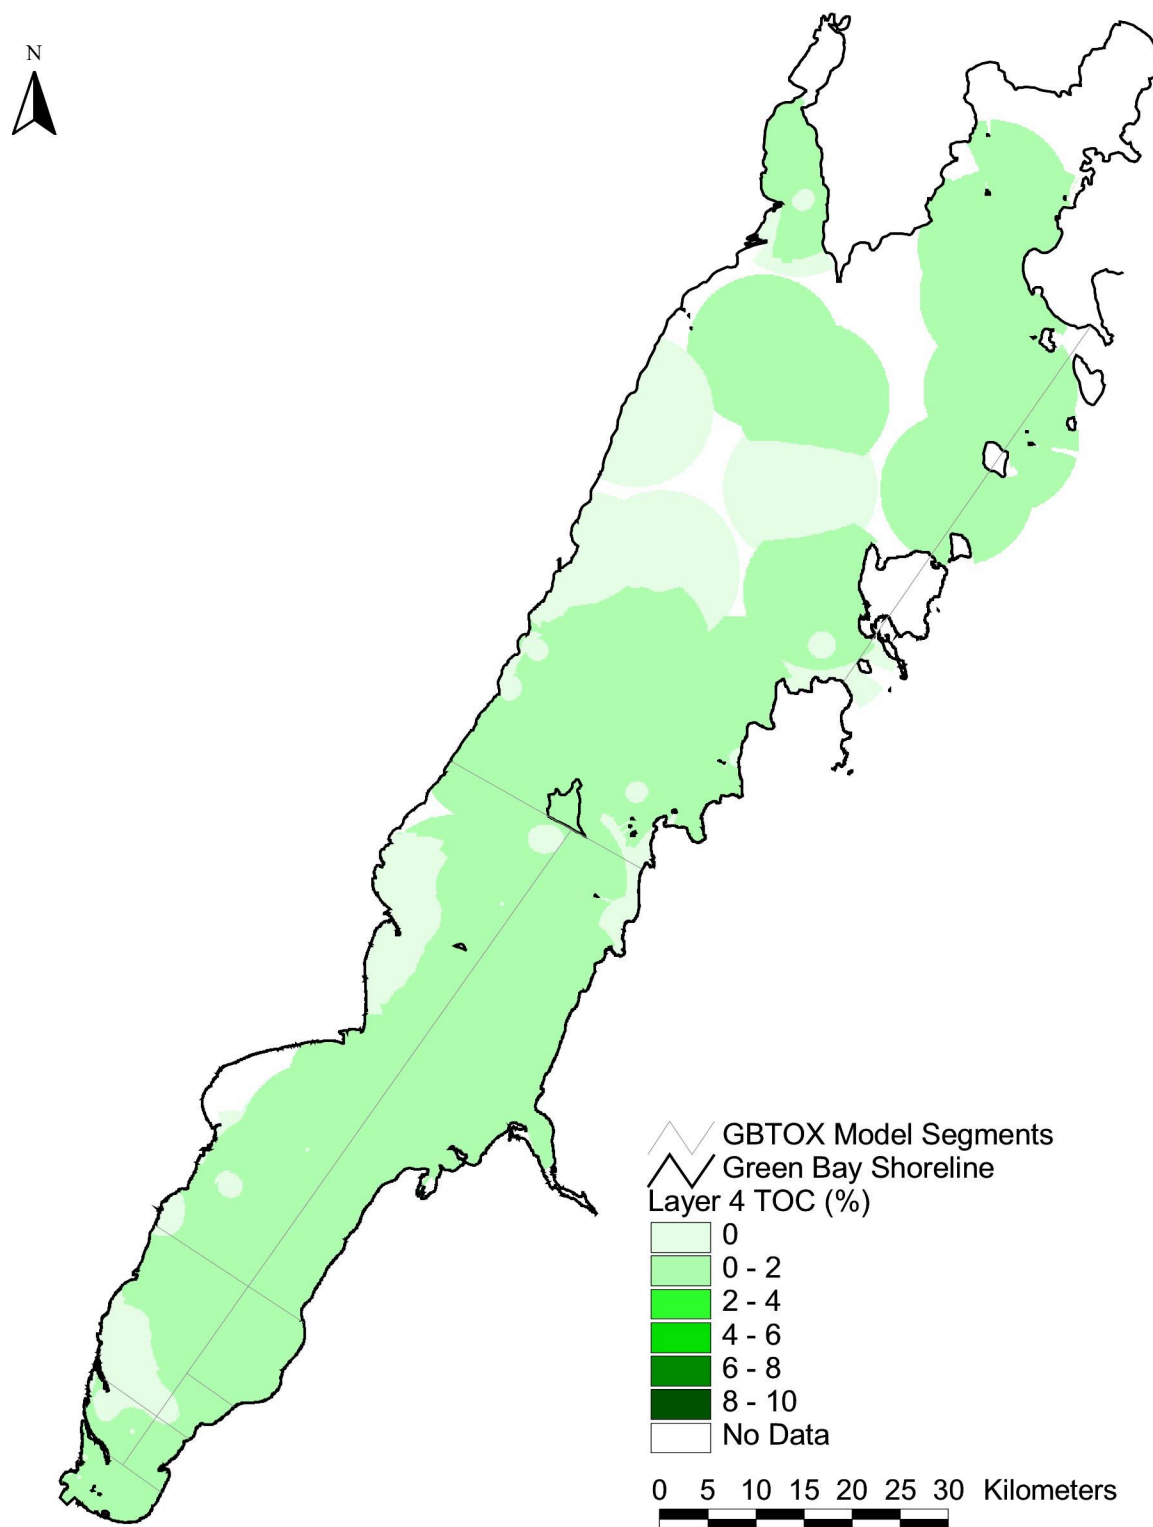 N
GBTOX Model Segments
Green Bay Shoreline
Layer 4 TOC (%)
0
0 - 2
2 - 4
4 - 6
6 - 8
8 - 10
No Data
0 5 10 15 20 25 30 Kilometers